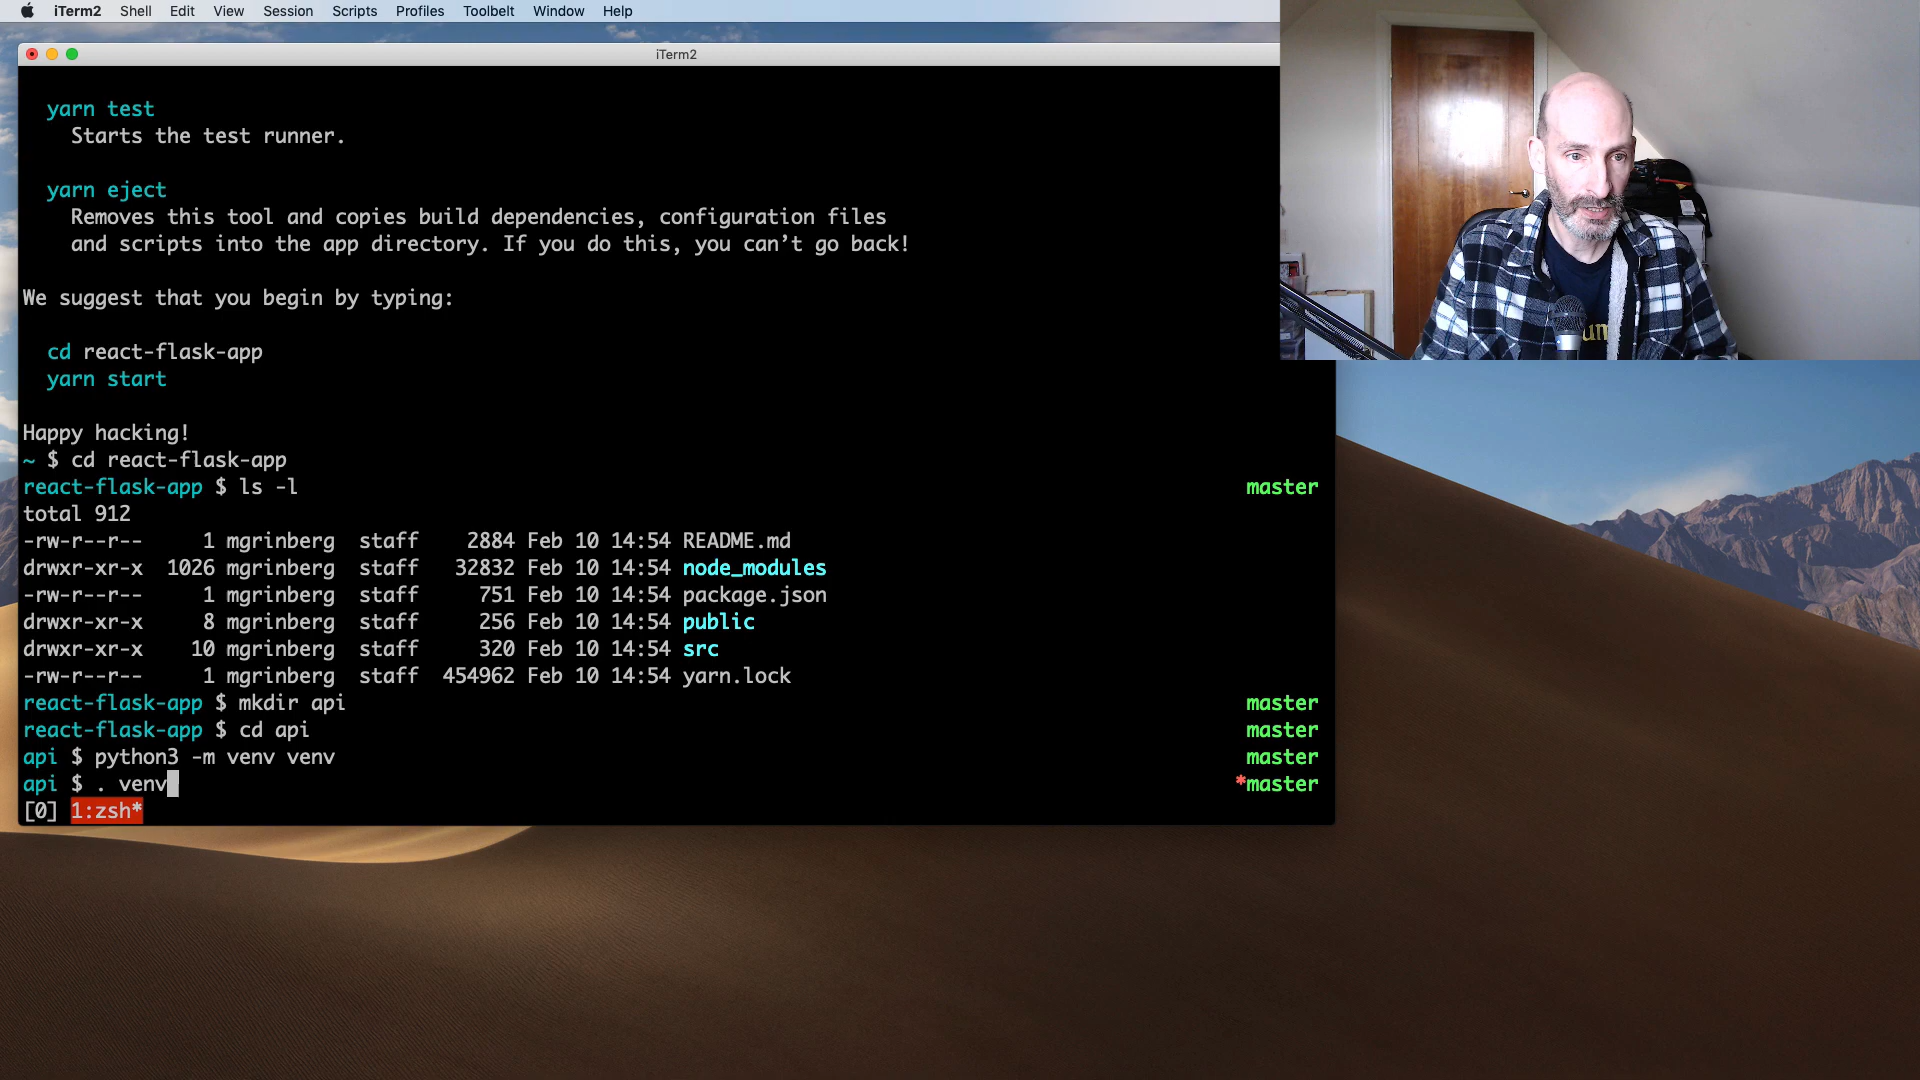 iTerm2 Shell Edit View Session Scripts Profiles Toolbelt Window Help
iTerm2
yarn test
Starts the test runner.
yarn eject
Removes this tool and copies build dependencies, configuration files
and scripts into the app directory. If you do this, you can’t go back!
We suggest that you begin by typing:
cd react-flask-app
yarn start
Happy hacking!
~ $ cd react-flask-app
react-flask-app $ ls -l master
total 912
-rw-r--r-- 1 mgrinberg staff 2884 Feb 10 14:54 README.md
drwxr-xr-x 1026 mgrinberg staff 32832 Feb 10 14:54 node_modules
-rw-r--r-- 1 mgrinberg staff 751 Feb 10 14:54 package.json
drwxr-xr-x 8 mgrinberg staff 256 Feb 10 14:54 public
drwxr-xr-x 10 mgrinberg staff 320 Feb 10 14:54 src
-rw-r--r-- 1 mgrinberg staff 454962 Feb 10 14:54 yarn.lock
react-flask-app $ mkdir api master
react-flask-app $ cd api master
api $ python3 -m venv venv master
api $ . venv *master
[0] 1:zsh*